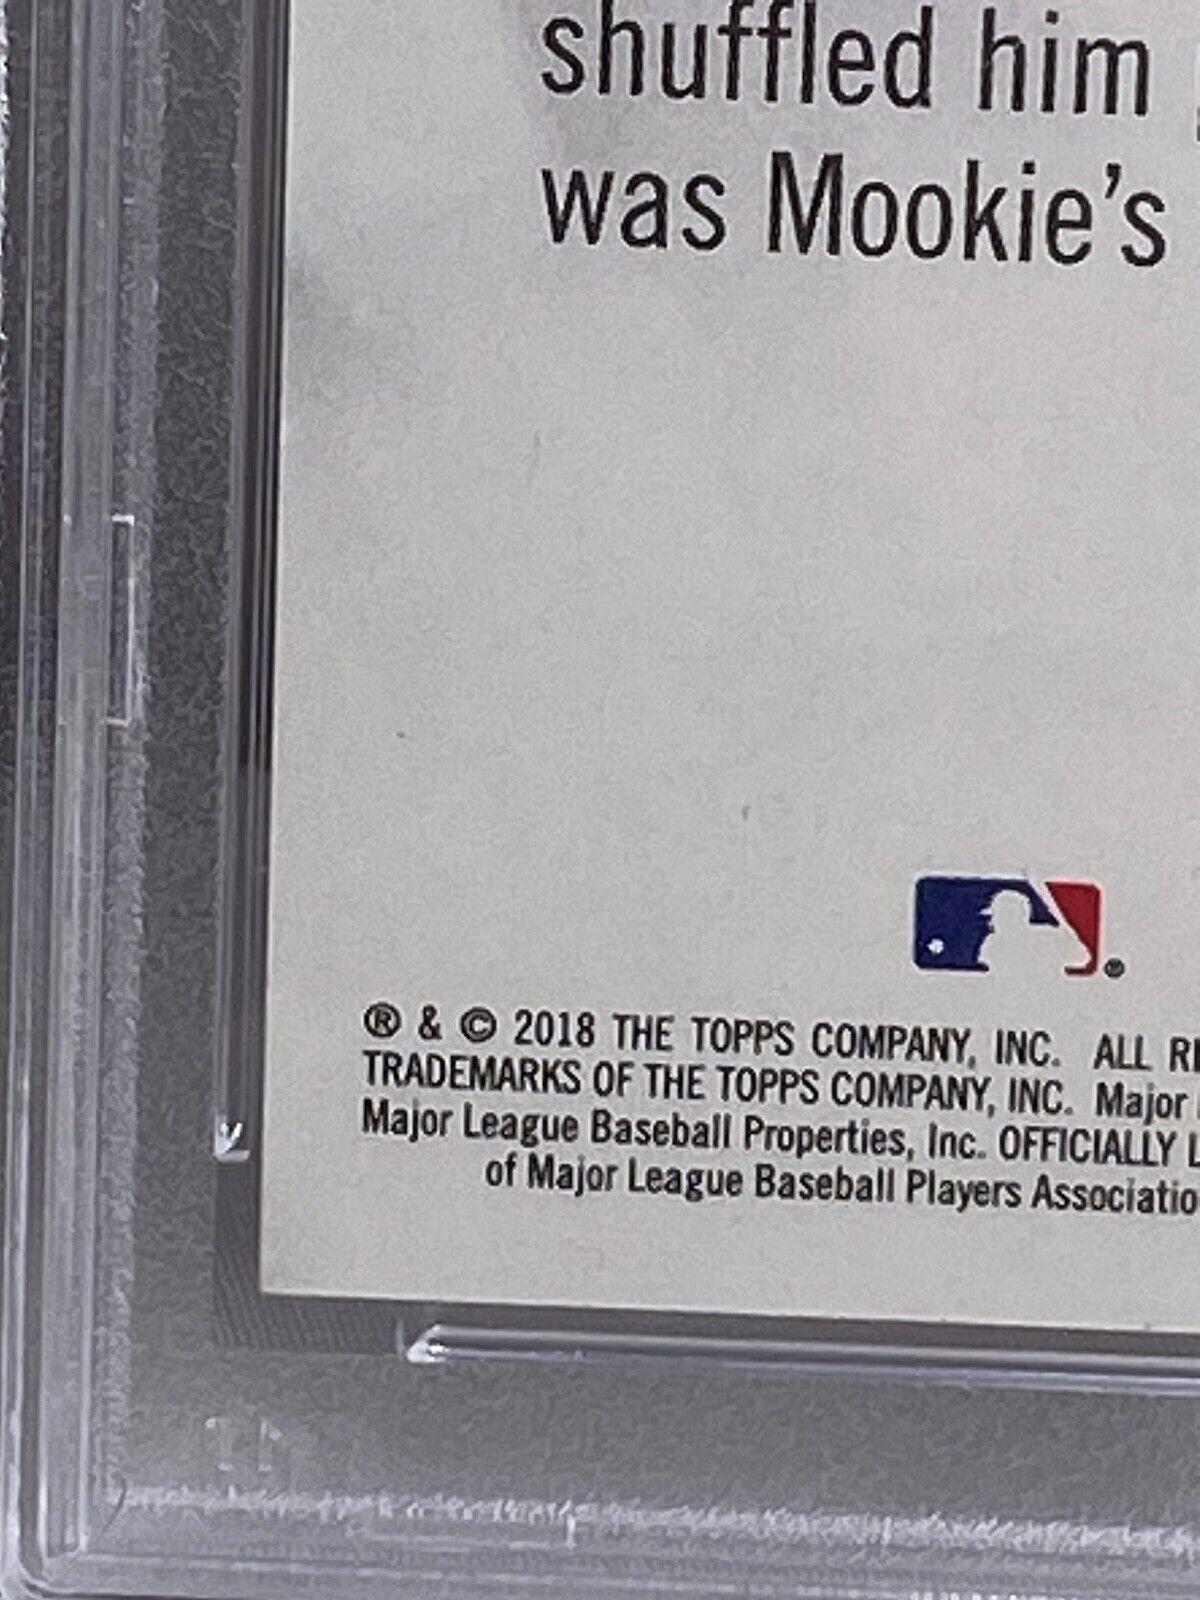 shuffled him
was Mookie's
®
® & © 2018 THE TOPPS COMPANY, INC. ALL
TRADEMARKS OF THE TOPPS COMPANY, INC. Major
Major League Baseball Properties, Inc. OFFICIALLY
of Major League Baseball Players